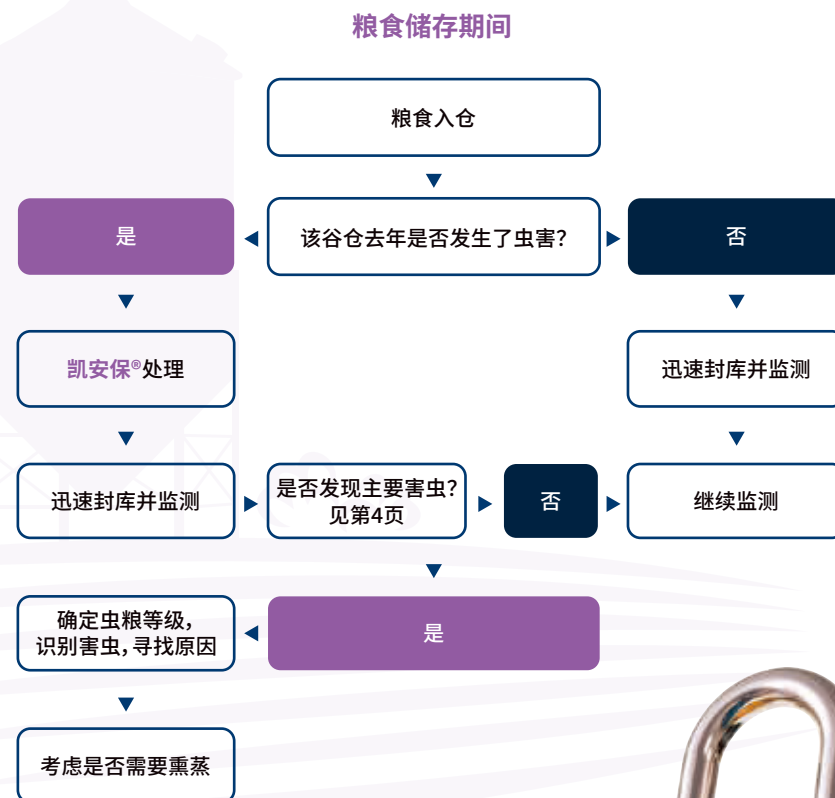 粮食储存期间
粮食入仓
是
该谷仓去年是否发生了虫害?
否
凯安保®处理
迅速封库并监测
迅速封库并监测
是否发现主要害虫?
见第4页
否
继续监测
确定虫粮等级,
识别害虫,寻找原因
是
考虑是否需要熏蒸